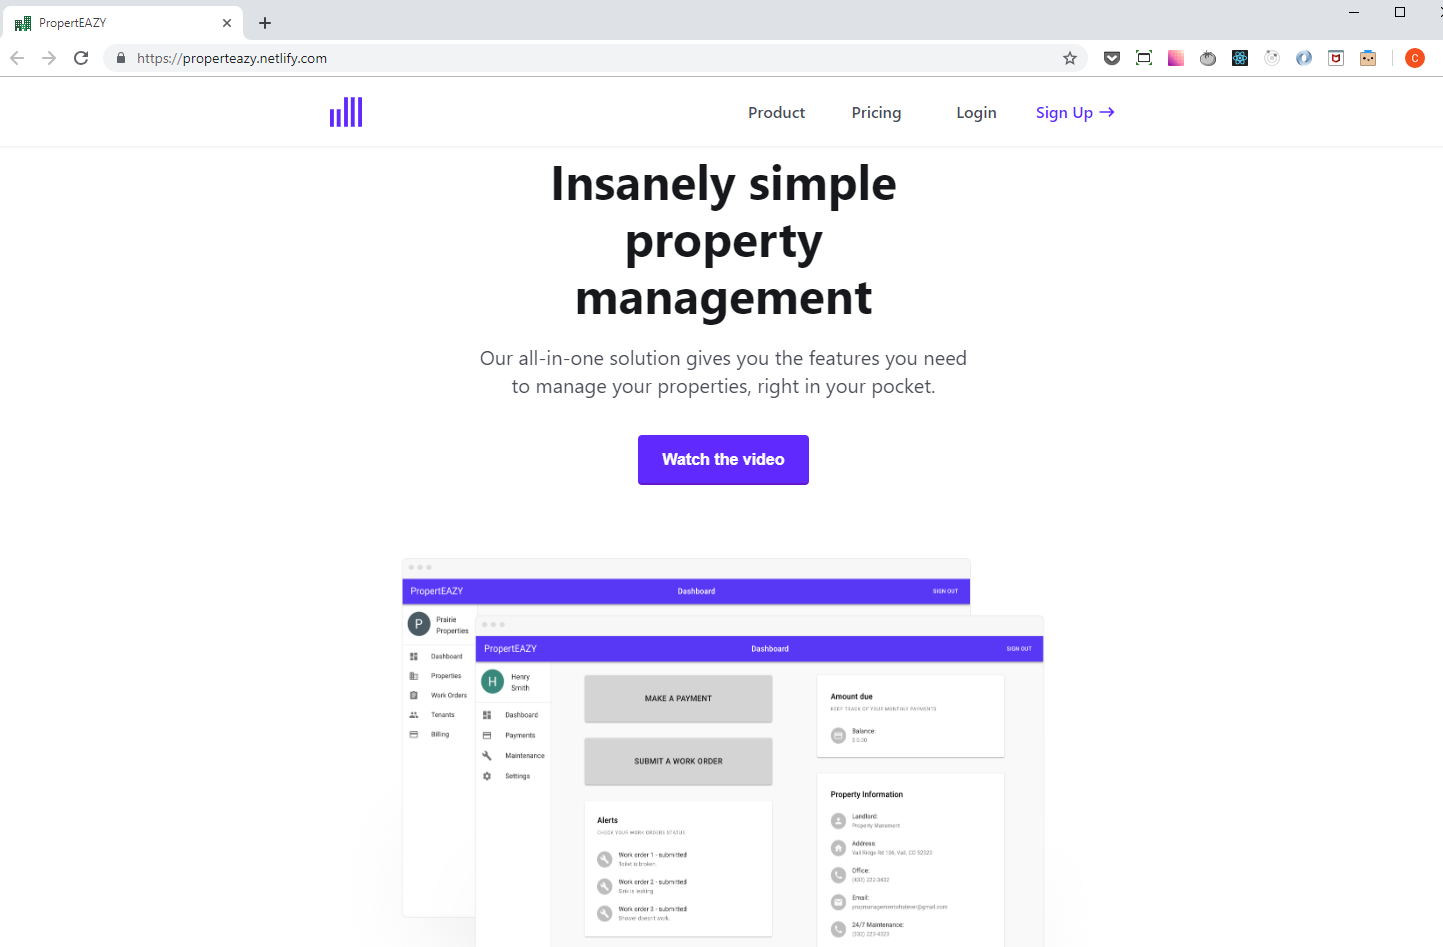 PropertEAZY
https://properteazy.netlify.com
C
Product
Pricing
Login
Sign Up →
Insanely simple
property
management
Our all-in-one solution gives you the features you need
to manage your properties, right in your pocket.
Watch the video
PropertEAZY
Dashboard
SIGN OUT
P
Prairie
Properties
Dashboard
Properties
Work Orders
Tenants
Billing
PropertEAZY
Dashboard
SIGN OUT
H
Henry
Smith
Dashboard
Payments
Maintenance
Settings
MAKE A PAYMENT
SUBMIT A WORK ORDER
Alerts
CHECK YOUR WORK ORDERS STATUS
Work order 1 - submitted
Toilet is broken.
Work order 2 - submitted
Sink is leaking
Work order 3 - submitted
Shower doesn't work.
Amount due
KEEP TRACK OF YOUR MONTHLY PAYMENTS
Balance:
$ 0.00
Property Information
Landlord:
Property
Address:
Vail Ridge Rd 106, Vail, CO 52323
Office:
(432) 222-3432
Email:
24/7 Maintenance:
(332) 223-4323